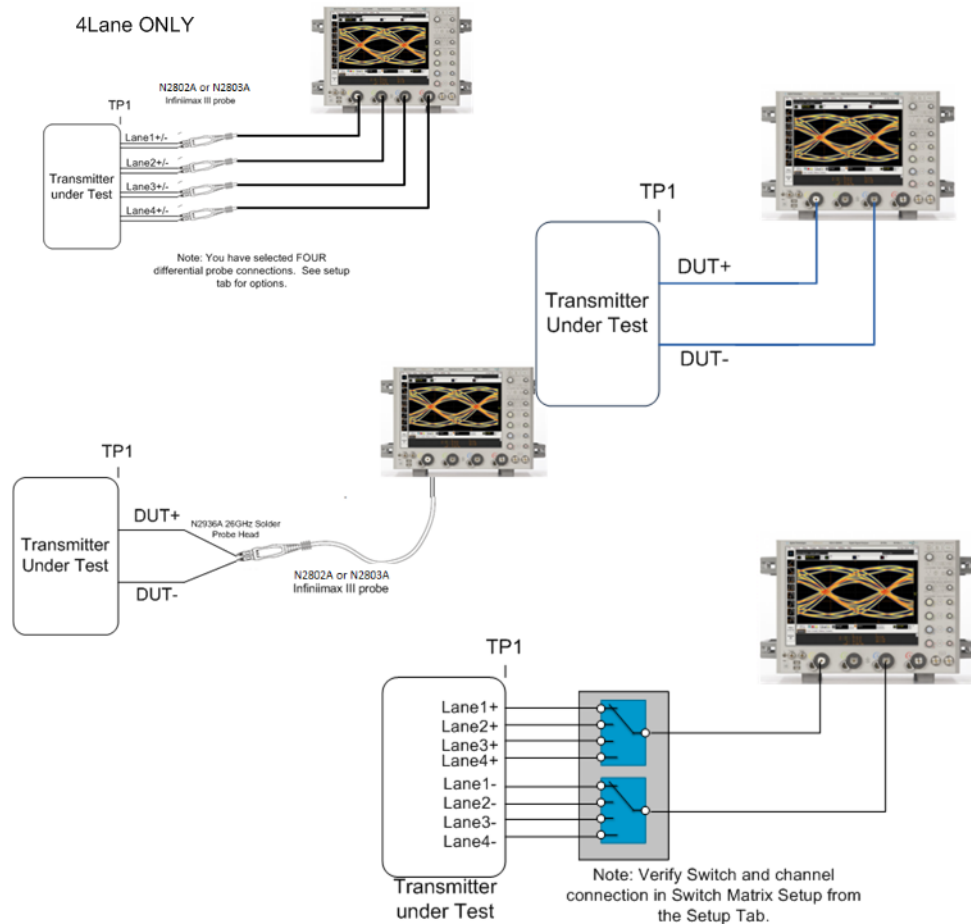 4Lane ONLY
N2802A or N2803A
Infiniimax III probe
TP1
Lane1+/-
Lane2+/-
Lane3+/-
Lane4+/-
Transmitter
under Test
Note: You have selected FOUR
differential probe connections. See setup
tab for options.
TP1
DUT+
DUT-
Transmitter
Under Test
TP1
DUT+
DUT-
Transmitter
Under Test
N2936A 26GHz Solder
Probe Head
N2802A or N2803A
Infiniimax III probe
TP1
Lane1+
Lane2+
Lane3+
Lane4+
Lane1-
Lane2-
Lane3-
Lane4-
Transmitter
under Test
Note: Verify Switch and channel
connection in Switch Matrix Setup from
the Setup Tab.